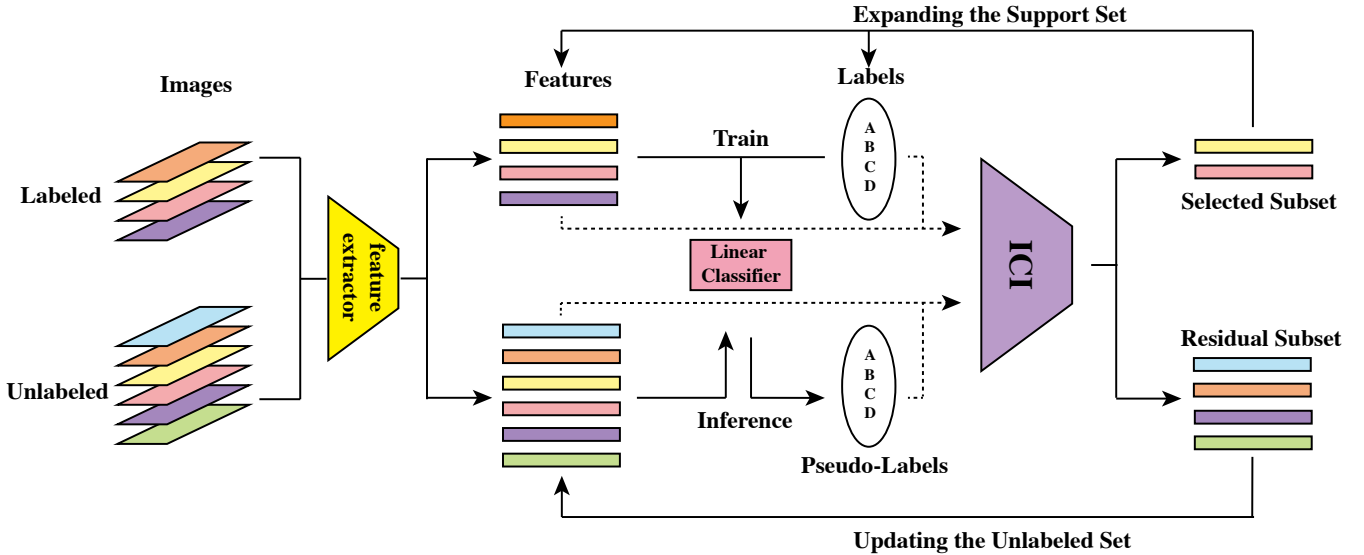 Expanding the Support Set
Images
Features
Labels
Labeled
Train
A
B
C
D
Selected Subset
feature
extractor
Linear
Classifier
ICI
Unlabeled
Inference
A
B
C
D
Pseudo-Labels
Residual Subset
Updating the Unlabeled Set